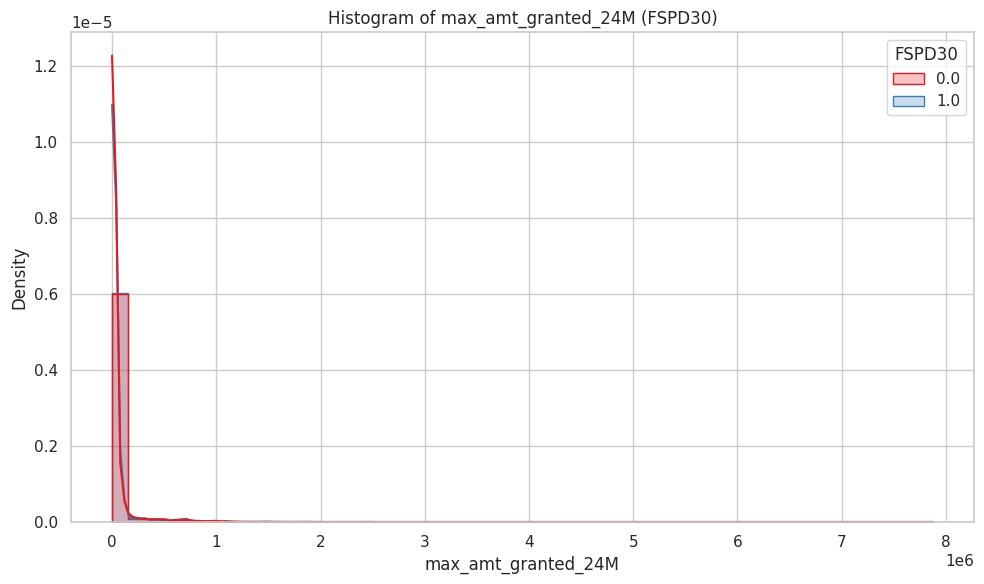 Histogram of max_amt_granted_24M (FSPD30)
1e−5
FSPD30
0.0
1.0
1.2
1.0
0.8
0.6
0.4
0.2
0.0
Density
0 1 2 3 4 5 6 7 8
1e6
max_amt_granted_24M